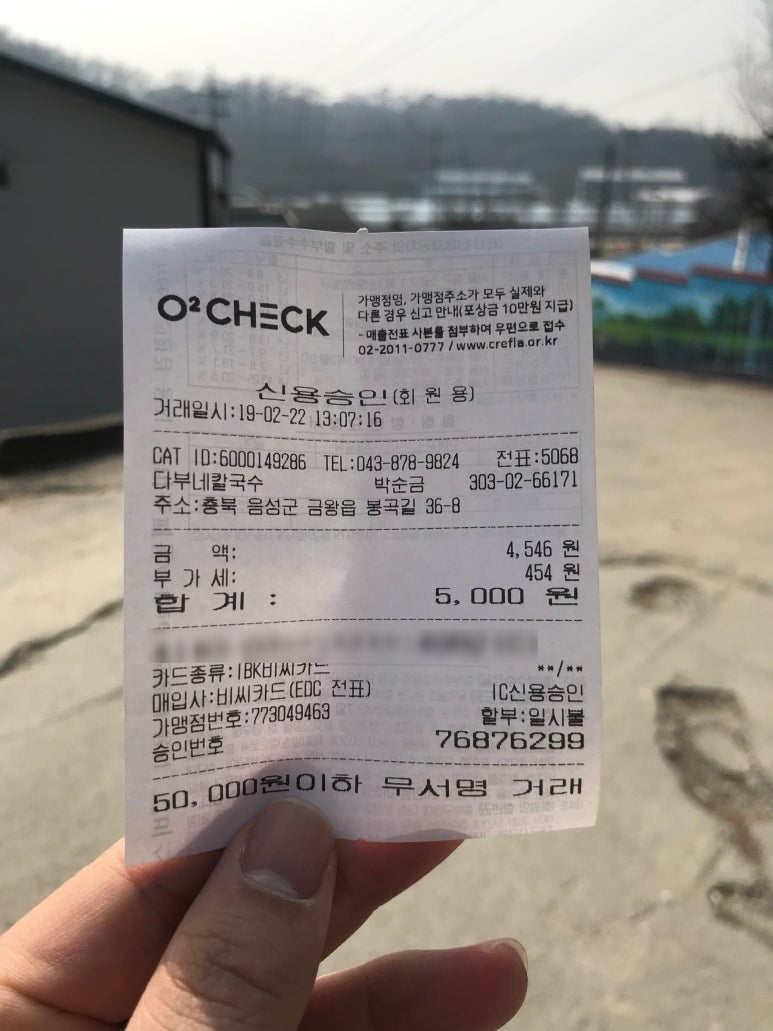 O² CHECK
가맹점명, 가맹점주소가 모두 실제와
다른 경우 신고 안내(포상금 10만원 지급)
- 매출전표 사본을 첨부하여 우편으로 접수
02-2011-0777 / www.crefia.or.kr
신용승인(회 원 용)
거래일시:19-02-22 13:07:16
CAT ID:6000149286 TEL:043-878-9824 전표:5068
다부네칼국수 박순금 303-02-66171
주소:충북 음성군 금왕읍 봉곡길 36-8
금 액: 4,546 원
부 가 세: 454 원
합 계 : 5,000 원
카드종류:IBK비씨카드 **/**
매입사:비씨카드(EDC 전표) IC신용승인
가맹점번호:773049463 할부:일시불
승인번호 76876299
50,000원이하 무서명 거래